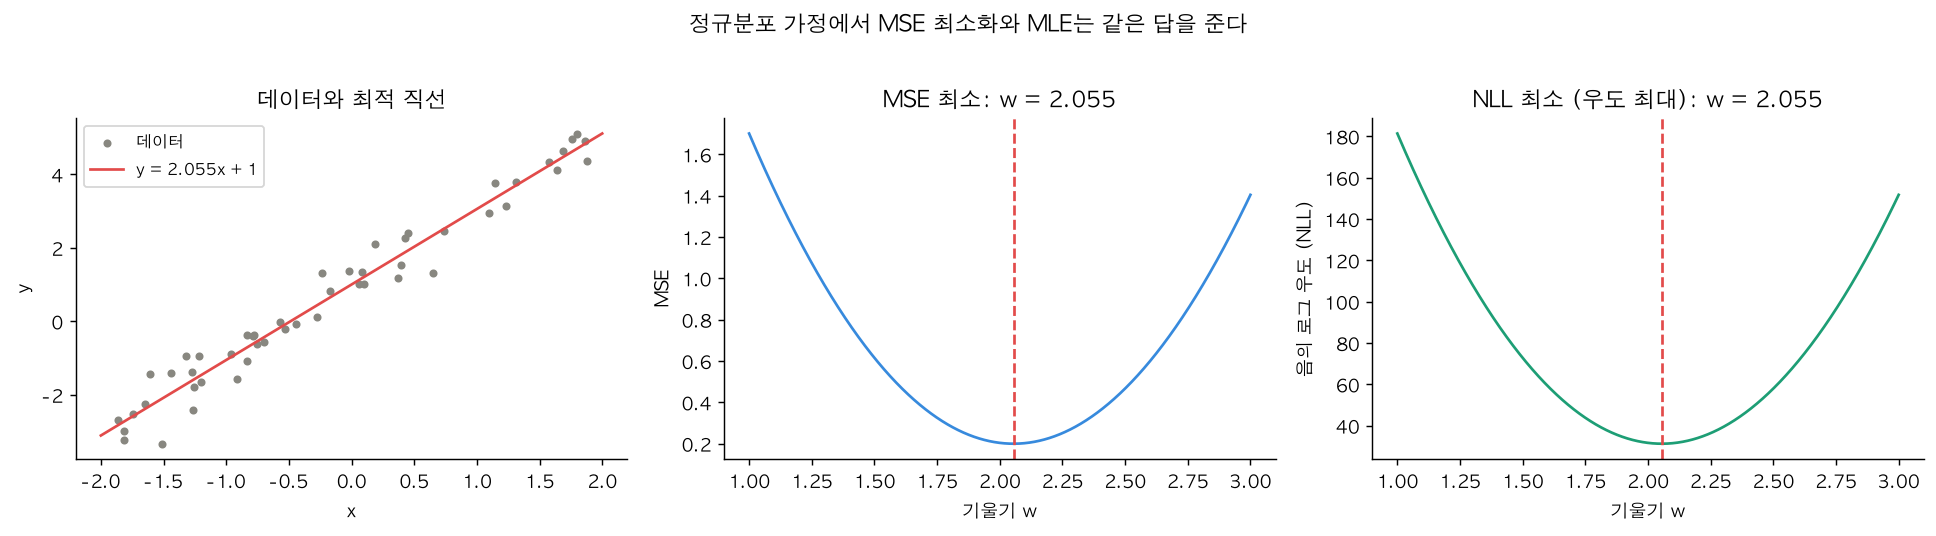 정규분포 가정에서 MSE 최소화와 MLE는 같은 답을 준다
데이터와 최적 직선
데이터
y = 2.055x + 1
4
2
0
-2
y
-2.0 -1.5 -1.0 -0.5 0.0 0.5 1.0 1.5 2.0
x
MSE 최소: w = 2.055
1.6
1.4
1.2
1.0
0.8
0.6
0.4
0.2
MSE
1.00 1.25 1.50 1.75 2.00 2.25 2.50 2.75 3.00
기울기 w
NLL 최소 (우도 최대): w = 2.055
180
160
140
120
100
80
60
40
음의 로그 우도 (NLL)
1.00 1.25 1.50 1.75 2.00 2.25 2.50 2.75 3.00
기울기 w